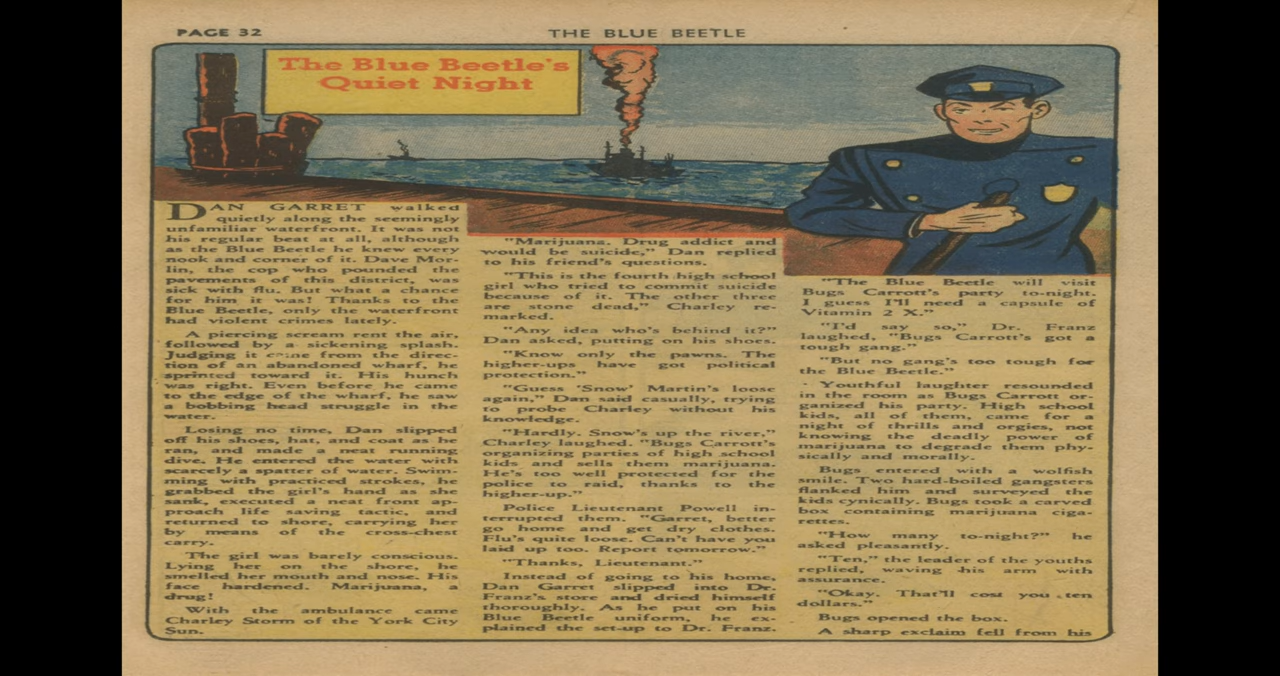 PAGE 32
THE BLUE BEETLE
The Blue Beetle's
Quiet Night
DAN GARRET walked
quietly along the seemingly
unfamiliar waterfront. It was not
his regular beat at all, although
as the Blue Beetle he knew every
nook and corner of it. Dave Mor-
lin, the cop who pounded the
pavements of this district, was
sick with flu. But what a chance
for him it was! Thanks to the
Blue Beetle, only the waterfront
had violent crimes lately.
A piercing scream rent the air,
followed by a sickening splash.
Judging it came from the direc-
tion of an abandoned wharf, he
sprinted toward it. His hunch
was right. Even before he came
to the edge of the wharf, he saw
a bobbing head struggle in the
water.
Losing no time, Dan slipped
off his shoes, hat, and coat as he
ran, and made a neat running
dive. He entered the water with
scarcely a spatter of water. Swim-
ming with practiced strokes, he
grabbed the girl's hand as she
sank, executed a neat front ap-
proach life saving tactic, and
returned to shore, carrying her
by means of the cross-chest
carry.
The girl was barely conscious.
Lying her on the shore, he
smelled her mouth and nose. His
face hardened. Marijuana, a
drug!
With the ambulance came
Charley Storm of the York City
Sun.
"Marijuana. Drug addict and
would be suicide," Dan replied
to his friend's questions.
"This is the fourth high school
girl who tried to commit suicide
because of it. The other three
are stone dead," Charley re-
marked.
"Any idea who's behind it?"
Dan asked, putting on his shoes.
"Know only the pawns. The
higher-ups have got political
protection."
"Guess 'Snow' Martin's loose
again," Dan said casually, trying
to probe Charley without his
knowledge.
"Hardly. Snow's up the river,"
Charley laughed. "Bugs Carrott's
organizing parties of high school
kids and sells them marijuana.
He's too well protected for the
police to raid, thanks to the
higher-up."
Police Lieutenant Powell in-
terrupted them. "Garret, better
go home and get dry clothes.
Flu's quite loose. Can't have you
laid up too. Report tomorrow."
"Thanks, Lieutenant."
Instead of going to his home,
Dan Garret slipped into Dr.
Franz's store and dried himself
thoroughly. As he put on his
Blue Beetle uniform, he ex-
plained the set-up to Dr. Franz.
"The Blue Beetle will visit
Bugs Carrott's party to-night.
I guess I'll need a capsule of
Vitamin 2 X."
"I'd say so," Dr. Franz
laughed, "Bugs Carrott's got a
tough gang."
"But no gang's too tough for
the Blue Beetle."
Youthful laughter resounded
in the room as Bugs Carrott or-
ganized his party. High school
kids, all of them, came for a
night of thrills and orgies, not
knowing the deadly power of
marijuana to degrade them phy-
sically and morally.
Bugs entered with a wolfish
smile. Two hard-boiled gangsters
flanked him and surveyed the
kids cynically. Bugs took a carved
box containing marijuana ciga-
rettes.
"How many to-night?" he
asked pleasantly.
"Ten," the leader of the youths
replied, waving his arm with
assurance.
"Okay. That'll cost you ten
dollars."
Bugs opened the box.
A sharp exclaim fell from his